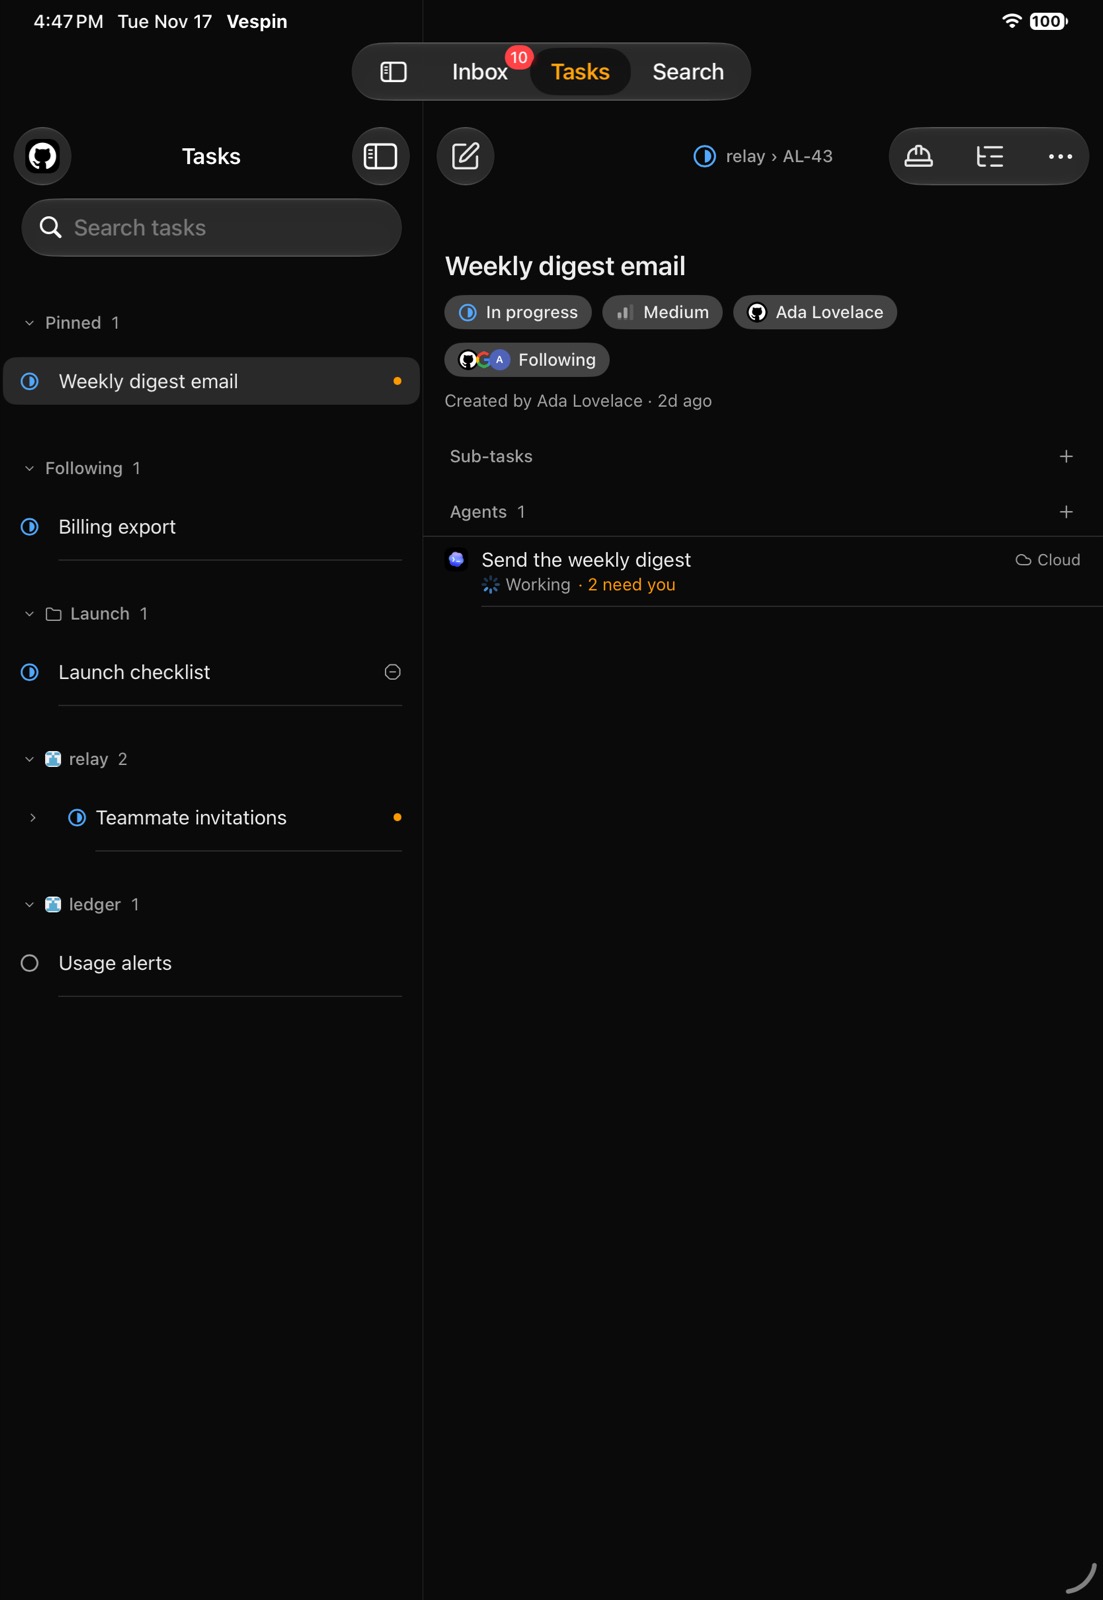 4:47 PM Tue Nov 17 Vespin
100
Inbox 10 Tasks Search
Tasks
Search tasks
Pinned 1
Weekly digest email
Following 1
Billing export
Launch 1
Launch checklist
relay 2
Teammate invitations
ledger 1
Usage alerts
relay › AL-43
Weekly digest email
In progress Medium Ada Lovelace
A Following
Created by Ada Lovelace · 2d ago
Sub-tasks
Agents 1
Send the weekly digest Cloud
Working · 2 need you